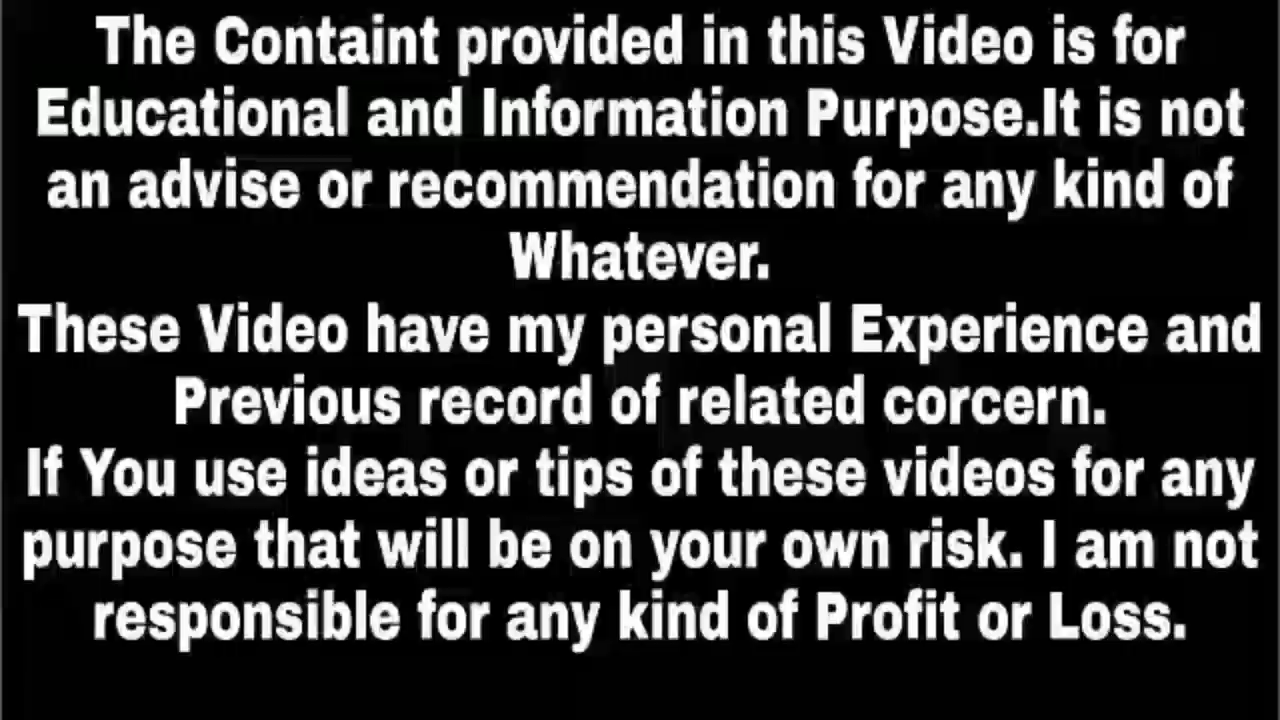 The Containt provided in this Video is for
Educational and Information Purpose.It is not
an advise or recommendation for any kind of
Whatever.
These Video have my personal Experience and
Previous record of related corcern.
If You use ideas or tips of these videos for any
purpose that will be on your own risk. I am not
responsible for any kind of Profit or Loss.